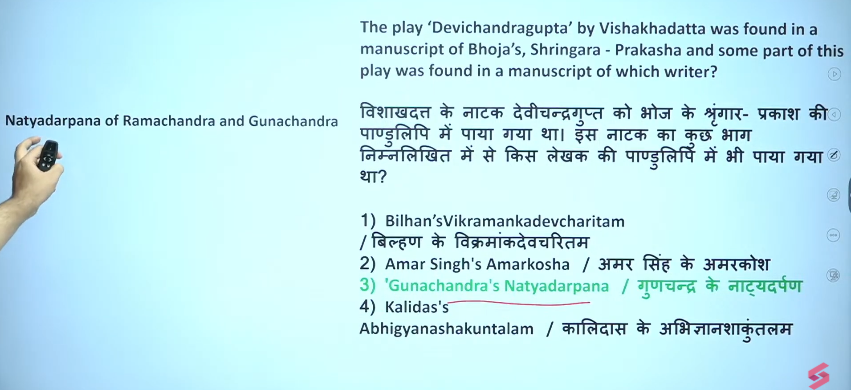 The play ‘Devichandragupta’ by Vishakhadatta was found in a
manuscript of Bhoja’s, Shringara - Prakasha and some part of this
play was found in a manuscript of which writer?
Natyadarpana of Ramachandra and Gunachandra
विशाखदत्त के नाटक देवीचन्द्रगुप्त को भोज के श्रृंगार- प्रकाश की
पाण्डुलिपि में पाया गया था। इस नाटक का कुछ भाग
निम्नलिखित में से किस लेखक की पाण्डुलिपि में भी पाया गया
था?
1) Bilhan’sVikramankadevcharitam
/ बिल्हण के विक्रमांकदेवचरितम
2) Amar Singh's Amarkosha / अमर सिंह के अमरकोश
3) 'Gunachandra's Natyadarpana / गुणचन्द्र के नाट्यदर्पण
4) Kalidas's
Abhigyanashakuntalam / कालिदास के अभिज्ञानशाकुंतलम